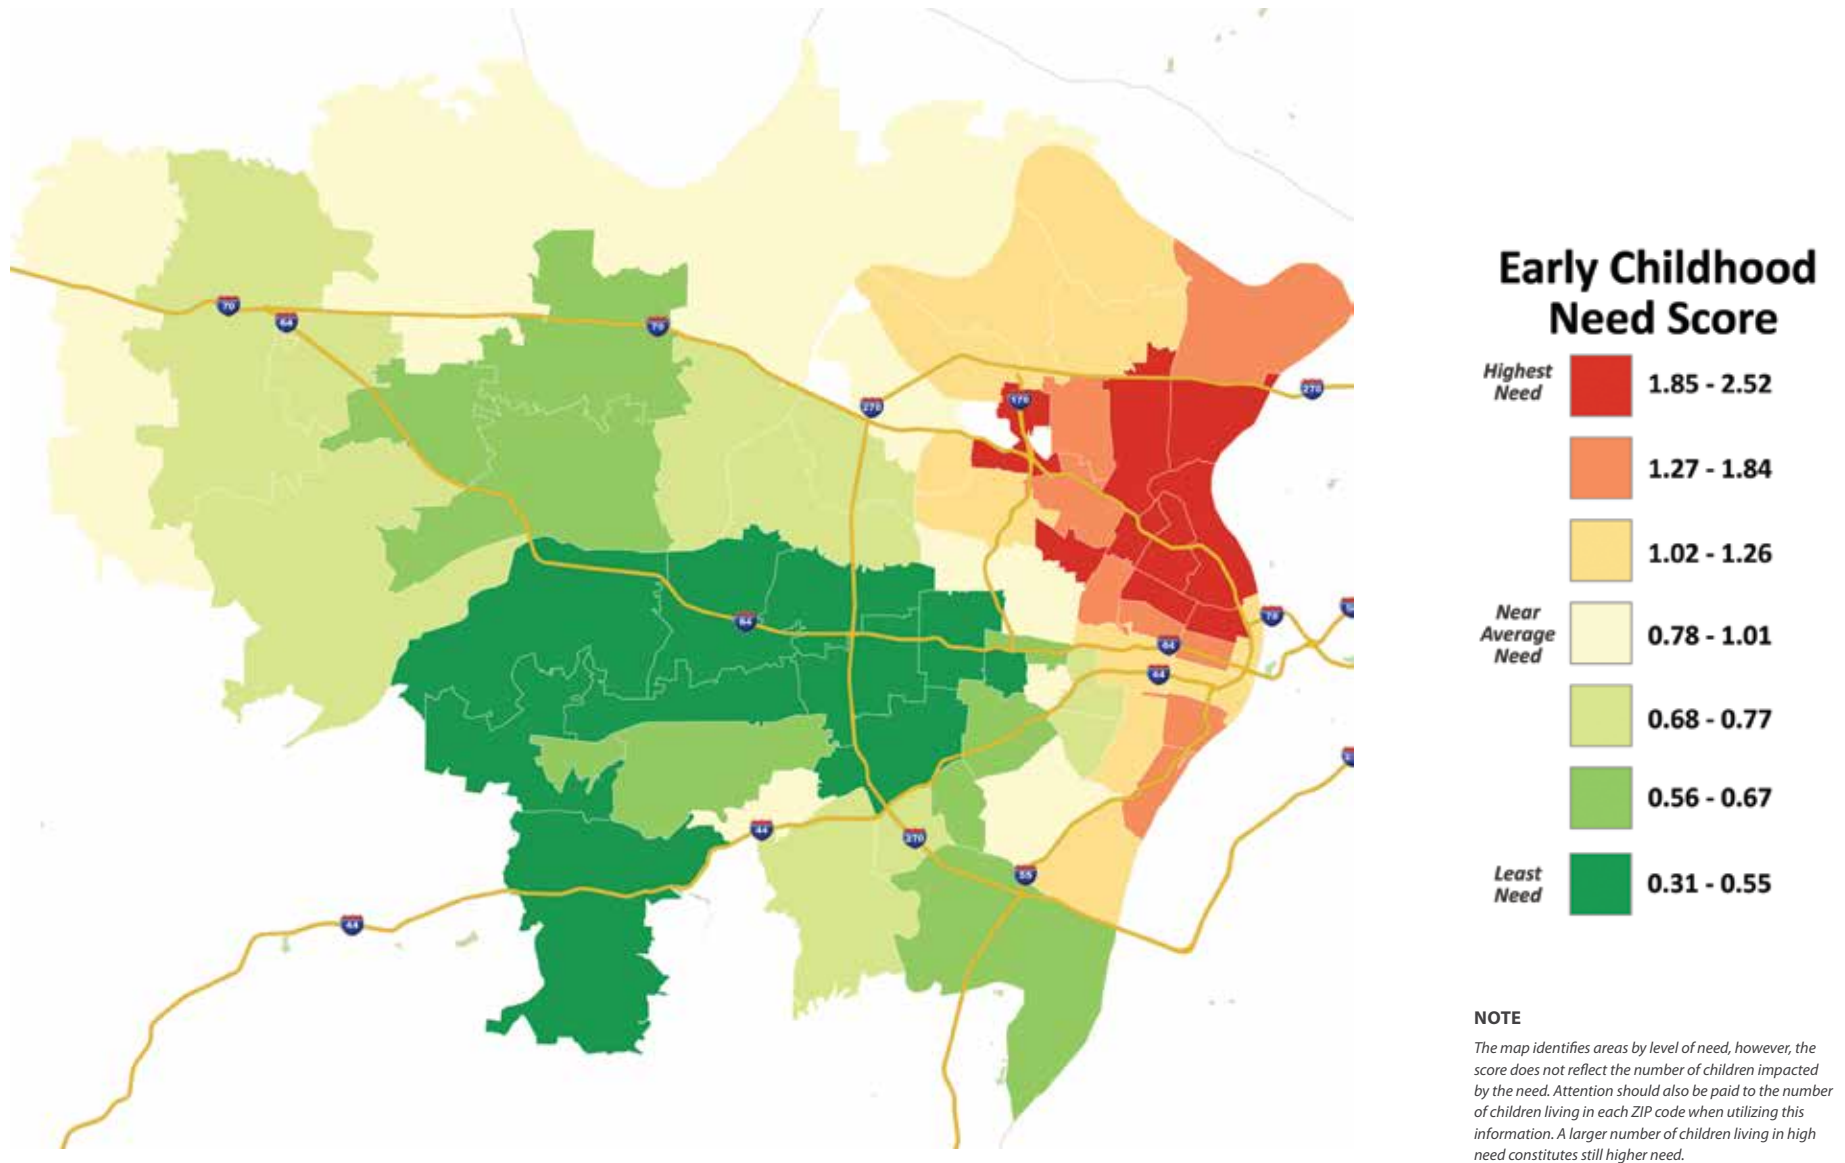 70
64
70
270
170
270
64
70
64
64
44
270
55
44
Early Childhood
Need Score
Highest
Need
1.85 - 2.52
1.27 - 1.84
1.02 - 1.26
Near
Average
Need
0.78 - 1.01
0.68 - 0.77
0.56 - 0.67
Least
Need
0.31 - 0.55
NOTE
The map identifies areas by level of need, however, the
score does not reflect the number of children impacted
by the need. Attention should also be paid to the number
of children living in each ZIP code when utilizing this
information. A larger number of children living in high
need constitutes still higher need.